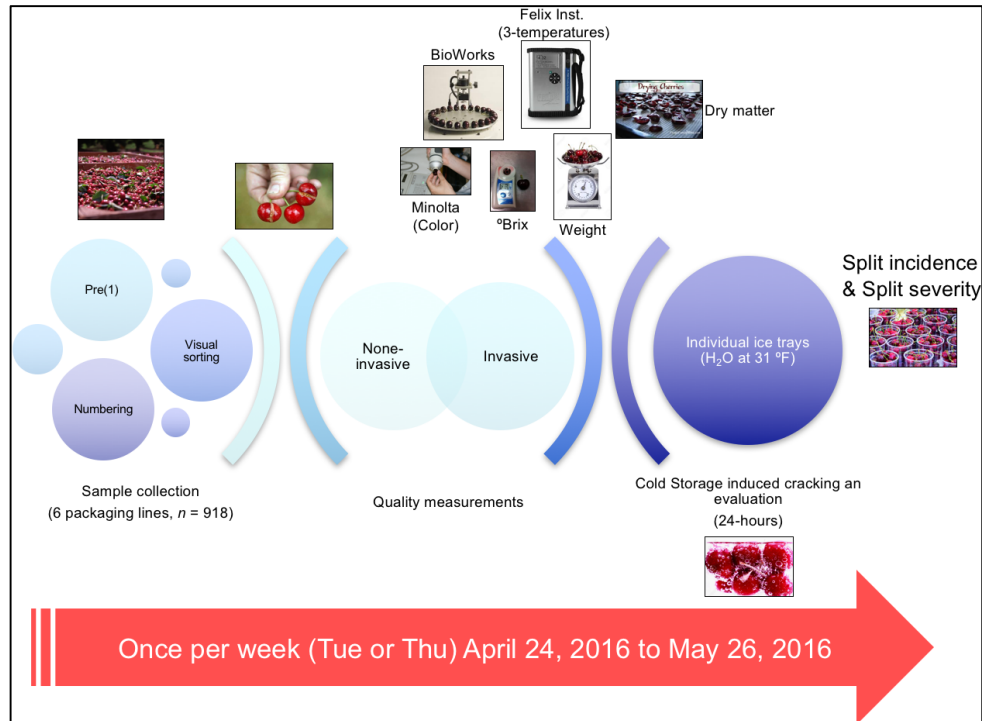 Felix Inst.
(3-temperatures)
BioWorks
Drying Cherries
Dry matter
Minolta
(Color)
ºBrix
Weight
Pre(1)
Visual
sorting
Numbering
None-
invasive
Invasive
Individual ice trays
(H₂O at 31 ºF)
Split incidence
& Split severity
Sample collection
(6 packaging lines, n = 918)
Quality measurements
Cold Storage induced cracking an
evaluation
(24-hours)
Once per week (Tue or Thu) April 24, 2016 to May 26, 2016